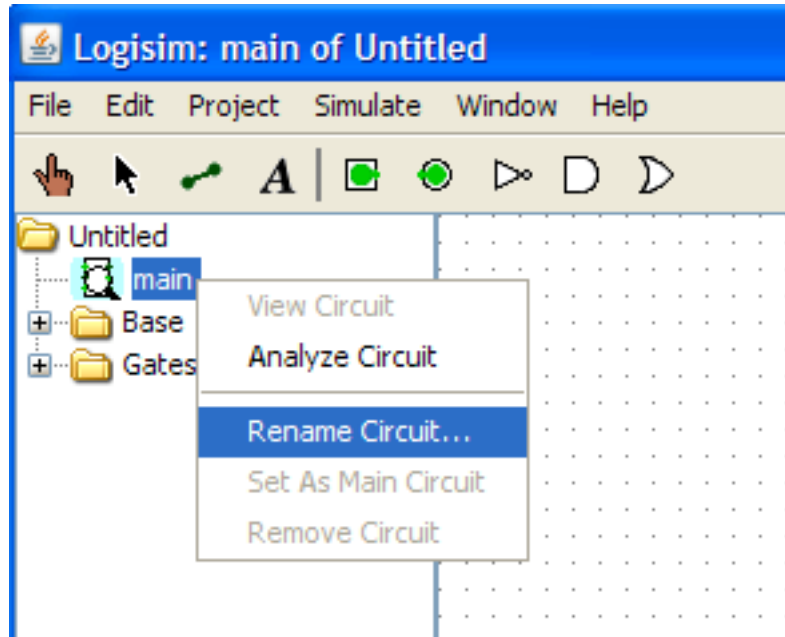 Logisim: main of Untitled
File Edit Project Simulate Window Help
A
Untitled
main
Base
Gates
View Circuit
Analyze Circuit
Rename Circuit...
Set As Main Circuit
Remove Circuit